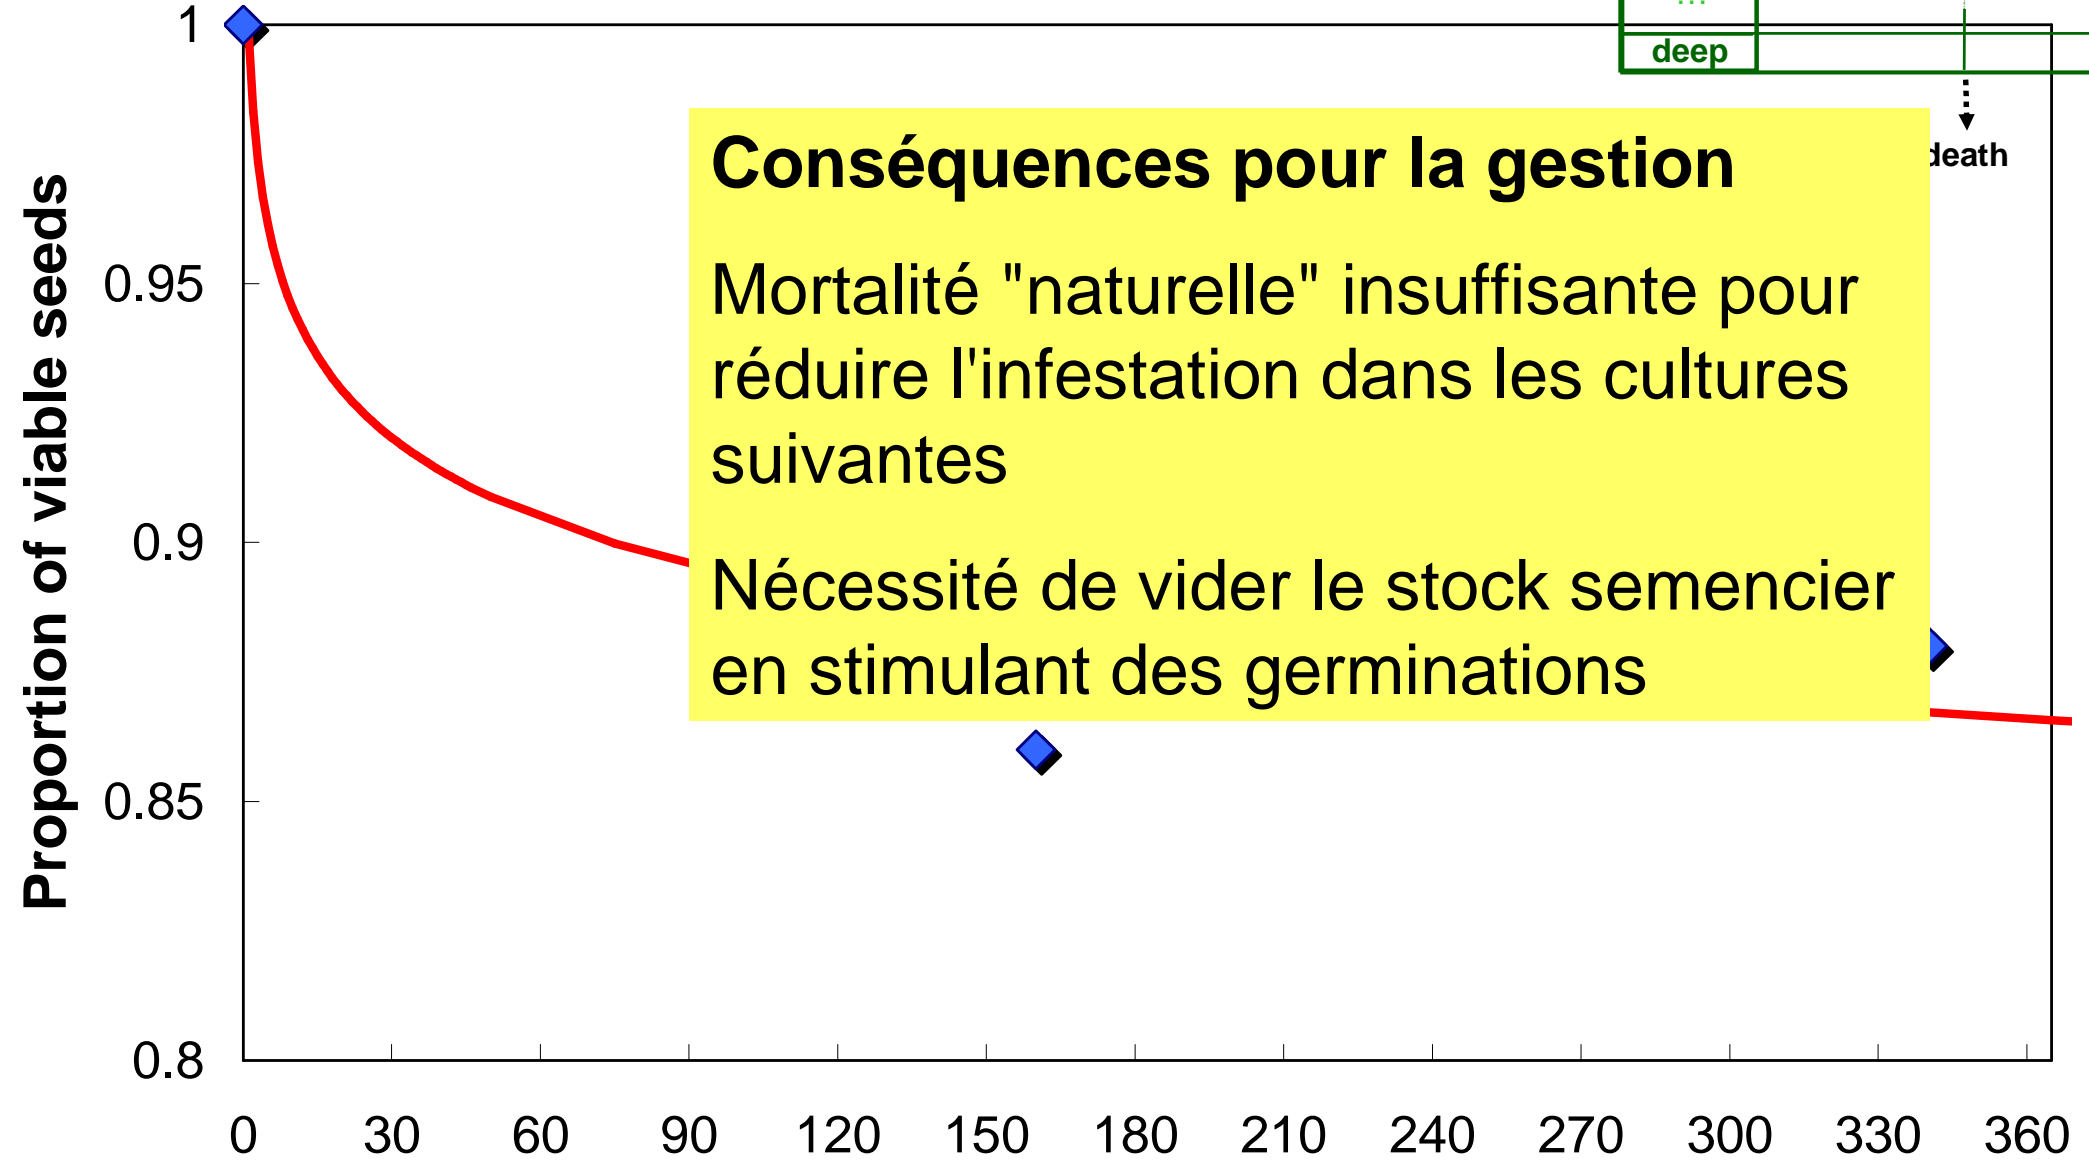 ...
deep
death
Conséquences pour la gestion
Mortalité "naturelle" insuffisante pour
réduire l'infestation dans les cultures
suivantes
Nécessité de vider le stock semencier
en stimulant des germinations
Proportion of viable seeds
1
0.95
0.9
0.85
0.8
0 30 60 90 120 150 180 210 240 270 300 330 360